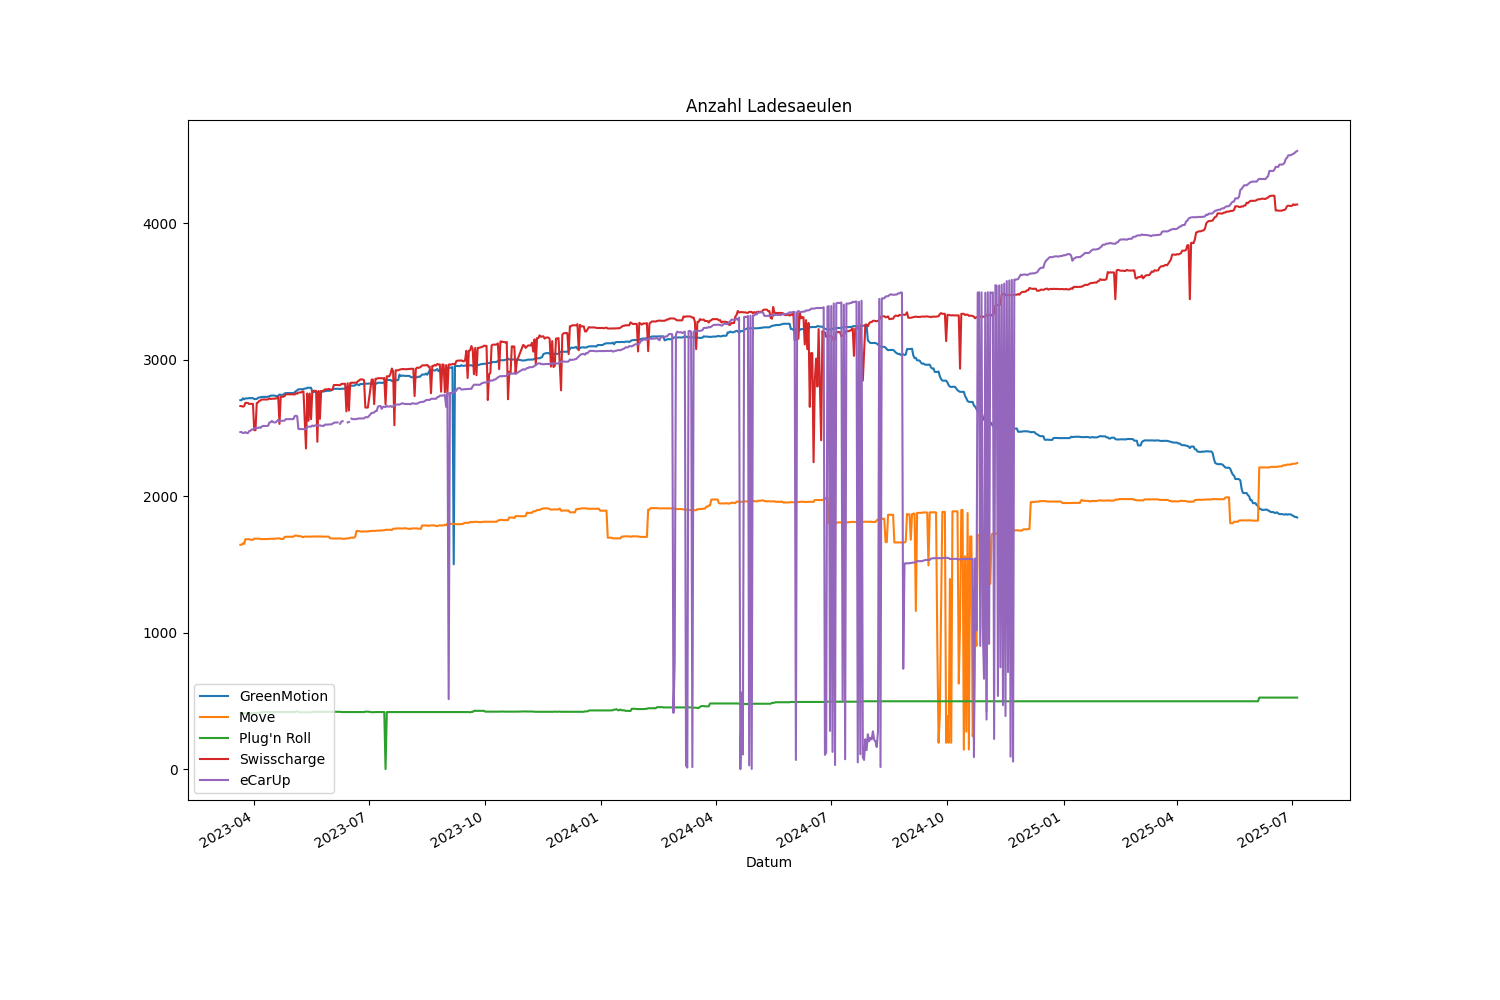 Anzahl Ladesaeulen
4000
3000
2000
1000
0
GreenMotion
Move
Plug'n Roll
Swisscharge
eCarUp
2023-04
2023-07
2023-10
2024-01
2024-04
2024-07
2024-10
2025-01
2025-04
2025-07
Datum